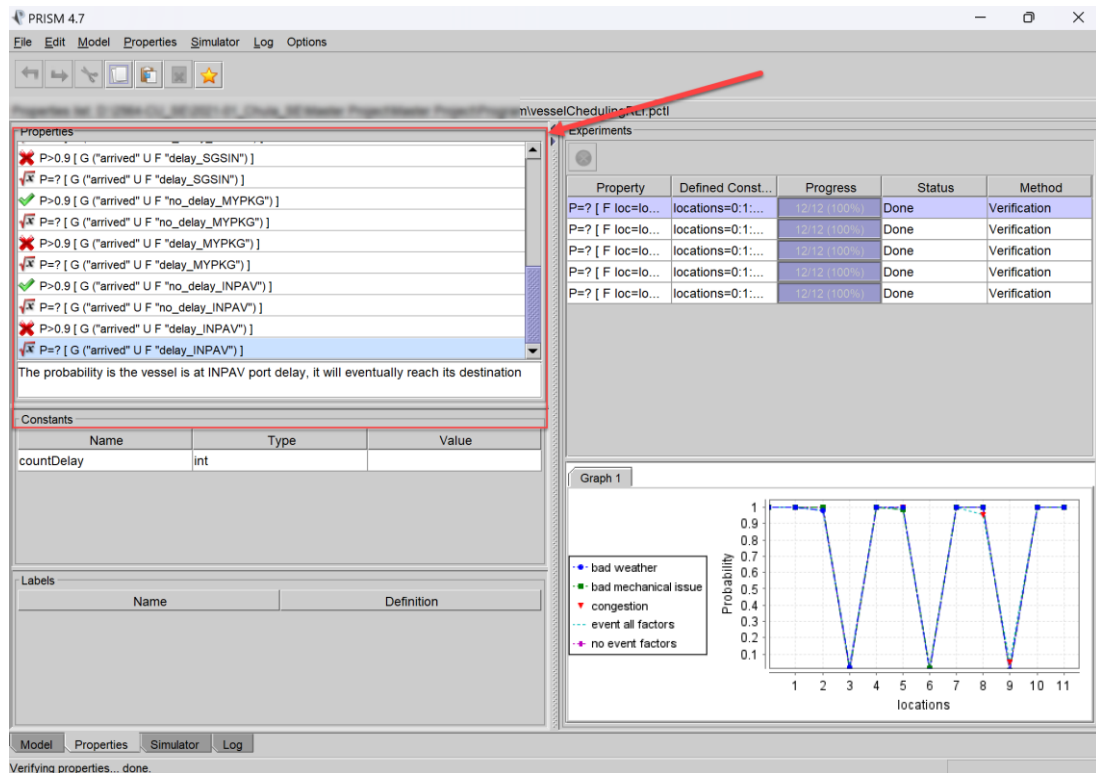 PRISM 4.7
File Edit Model Properties Simulator Log Options
m\vesselChedulingREl.pctl
Properties
P>0.9 [ G ("arrived" U F "delay_SGSIN") ]
P=? [ G ("arrived" U F "delay_SGSIN") ]
P>0.9 [ G ("arrived" U F "no_delay_MYPKG") ]
P=? [ G ("arrived" U F "no_delay_MYPKG") ]
P>0.9 [ G ("arrived" U F "delay_MYPKG") ]
P=? [ G ("arrived" U F "delay_MYPKG") ]
P>0.9 [ G ("arrived" U F "no_delay_INPAV") ]
P=? [ G ("arrived" U F "no_delay_INPAV") ]
P>0.9 [ G ("arrived" U F "delay_INPAV") ]
P=? [ G ("arrived" U F "delay_INPAV") ]
The probability is the vessel is at INPAV port delay, it will eventually reach its destination
Constants
Name Type Value
countDelay int
Labels
Name Definition
Experiments
Property Defined Const... Progress Status Method
P=? [ F loc=lo... locations=0:1:... 12/12 (100%) Done Verification
P=? [ F loc=lo... locations=0:1:... 12/12 (100%) Done Verification
P=? [ F loc=lo... locations=0:1:... 12/12 (100%) Done Verification
P=? [ F loc=lo... locations=0:1:... 12/12 (100%) Done Verification
P=? [ F loc=lo... locations=0:1:... 12/12 (100%) Done Verification
Graph 1
bad weather
bad mechanical issue
congestion
event all factors
no event factors
Probability
1
0.9
0.8
0.7
0.6
0.5
0.4
0.3
0.2
0.1
1 2 3 4 5 6 7 8 9 10 11
locations
Model Properties Simulator Log
Verifying properties... done.